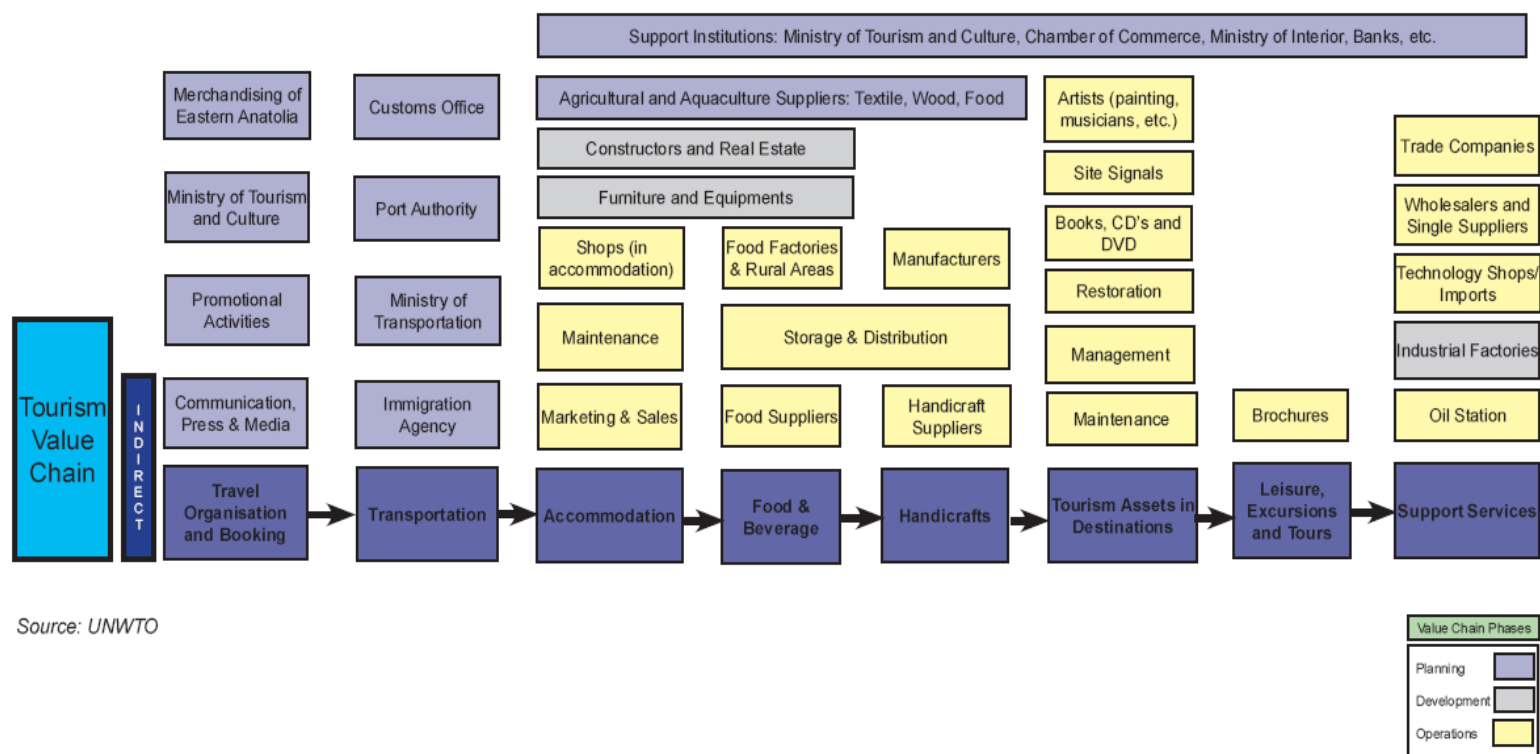 Support Institutions: Ministry of Tourism and Culture, Chamber of Commerce, Ministry of Interior, Banks, etc.
Merchandising of
Eastern Anatolia
Customs Office
Agricultural and Aquaculture Suppliers: Textile, Wood, Food
Artists (painting,
musicians, etc.)
Constructors and Real Estate
Trade Companies
Ministry of Tourism
and Culture
Port Authority
Furniture and Equipments
Site Signals
Wholesalers and
Single Suppliers
Shops (in
accommodation)
Food Factories
& Rural Areas
Manufacturers
Books, CD's and
DVD
Technology Shops/
Imports
Promotional
Activities
Ministry of
Transportation
Maintenance
Storage & Distribution
Restoration
Management
Industrial Factories
Tourism
Value
Chain
INDIRECT
Communication,
Press & Media
Immigration
Agency
Marketing & Sales
Food Suppliers
Handicraft
Suppliers
Maintenance
Brochures
Oil Station
Travel
Organisation
and Booking
Transportation
Accommodation
Food &
Beverage
Handicrafts
Tourism Assets in
Destinations
Leisure,
Excursions
and Tours
Support Services
Source: UNWTO
Value Chain Phases
Planning
Development
Operations